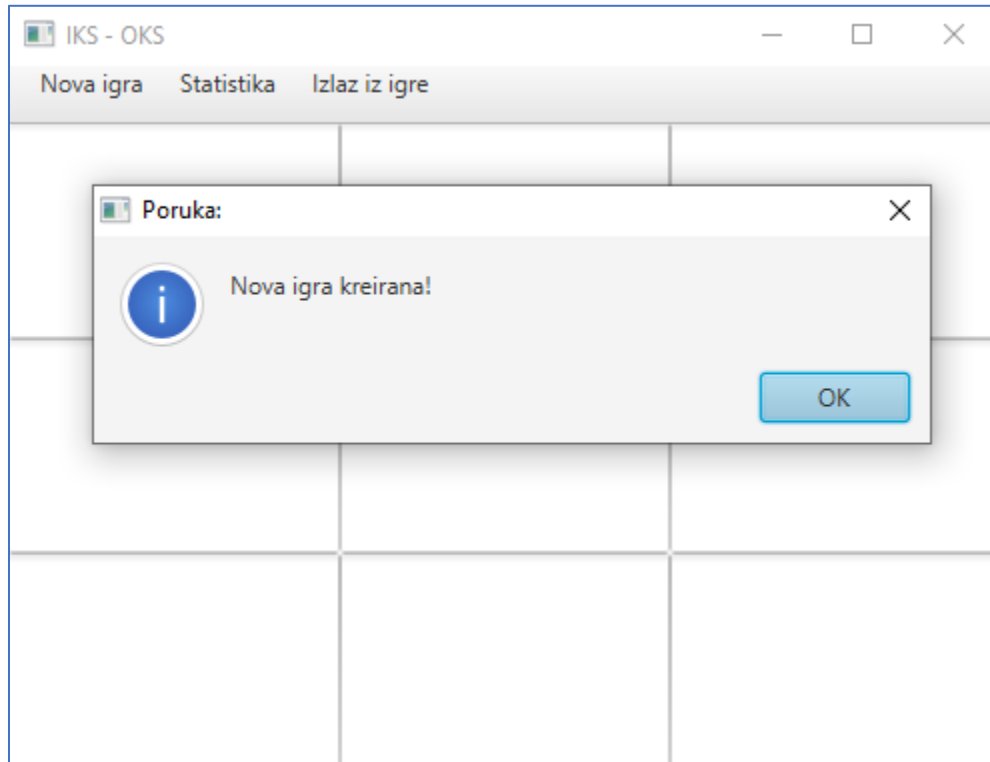 IKS - OKS
Nova igra Statistika Izlaz iz igre
Poruka:
Nova igra kreirana!
OK